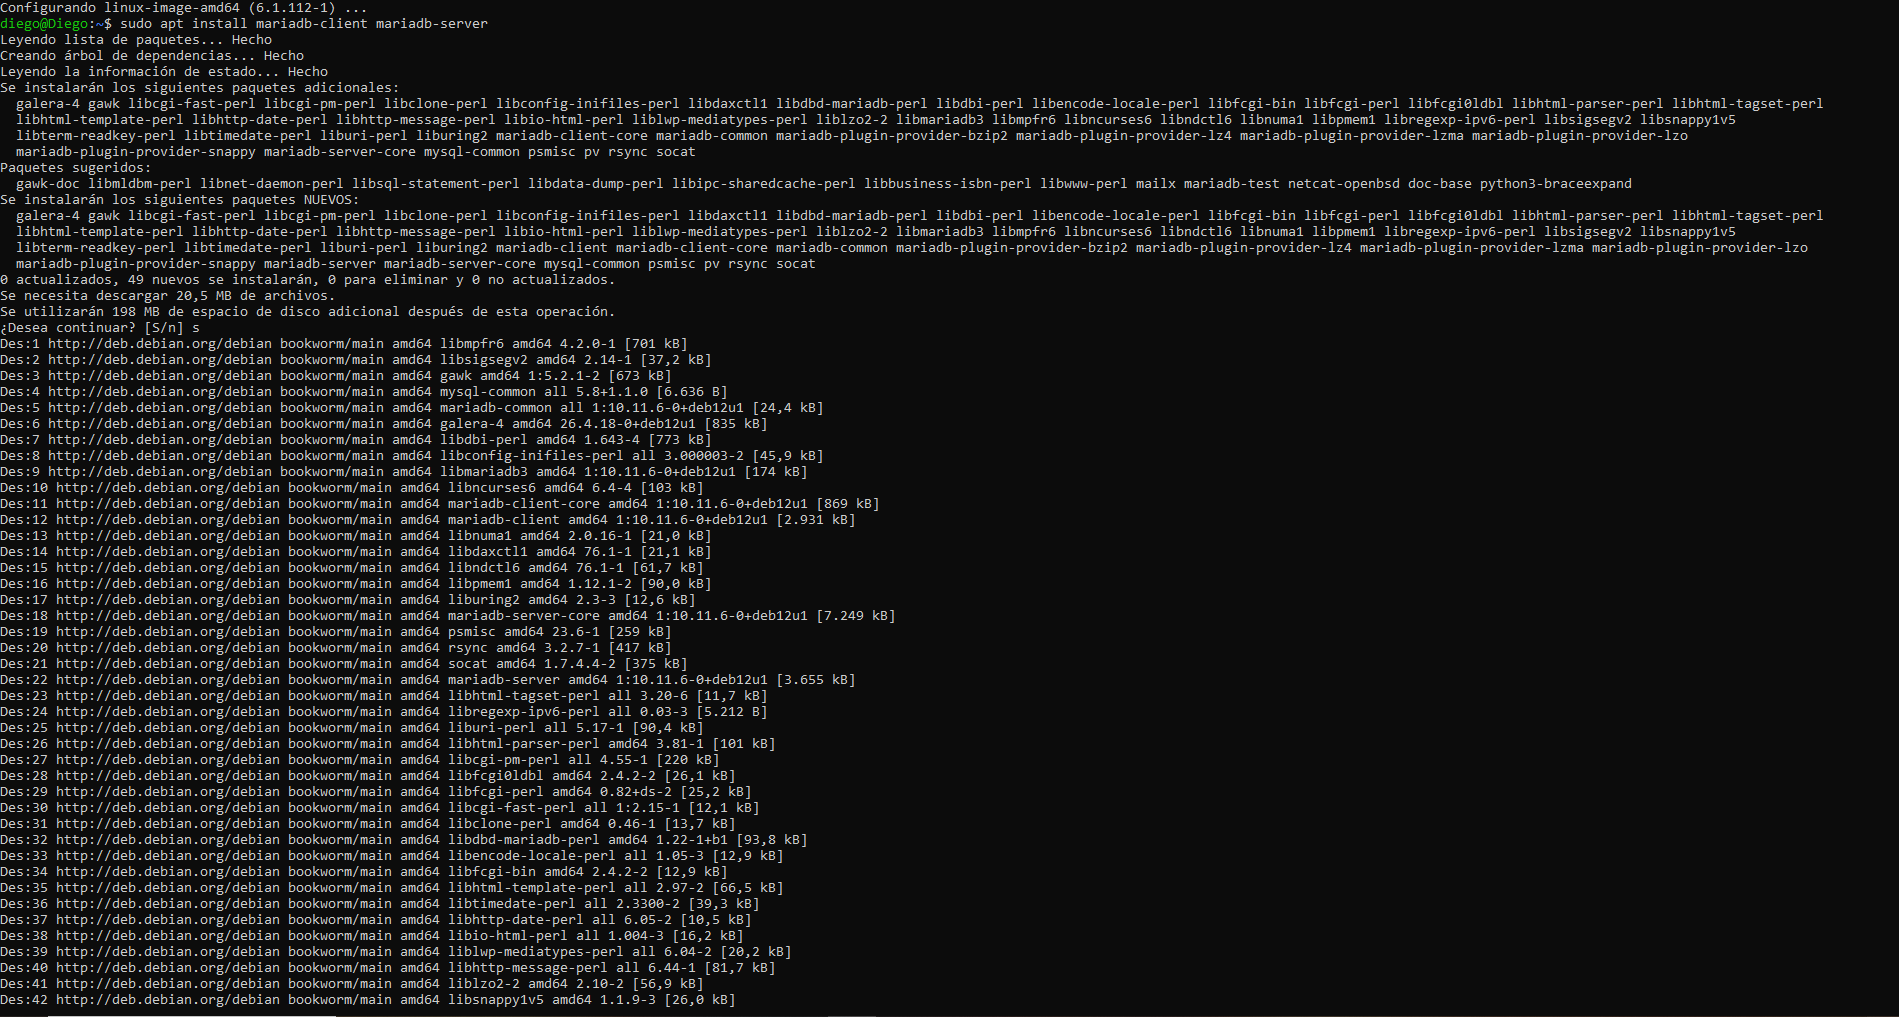 Configurando linux-image-amd64 (6.1.112-1) ...
diego@Diego:~$ sudo apt install mariadb-client mariadb-server
Leyendo lista de paquetes... Hecho
Creando árbol de dependencias... Hecho
Leyendo la información de estado... Hecho
Se instalarán los siguientes paquetes adicionales:
  galera-4 gawk libcgi-fast-perl libcgi-pm-perl libclone-perl libconfig-inifiles-perl libdaxctl1 libdbd-mariadb-perl libdbi-perl libencode-locale-perl libfcgi-bin libfcgi-perl libfcgi0ldbl libhtml-parser-perl libhtml-tagset-perl
  libhtml-template-perl libhttp-date-perl libhttp-message-perl libio-html-perl liblwp-mediatypes-perl liblzo2-2 libmariadb3 libmpfr6 libncurses6 libndctl6 libnuma1 libpmem1 libregexp-ipv6-perl libsigsegv2 libsnappy1v5
  libterm-readkey-perl libtimedate-perl liburi-perl liburing2 mariadb-client-core mariadb-common mariadb-plugin-provider-bzip2 mariadb-plugin-provider-lz4 mariadb-plugin-provider-lzma mariadb-plugin-provider-lzo
  mariadb-plugin-provider-snappy mariadb-server-core mysql-common psmisc pv rsync socat
Paquetes sugeridos:
  gawk-doc libmldbm-perl libnet-daemon-perl libsql-statement-perl libdata-dump-perl libipc-sharedcache-perl libbusiness-isbn-perl libwww-perl mailx mariadb-test netcat-openbsd doc-base python3-braceexpand
Se instalarán los siguientes paquetes NUEVOS:
  galera-4 gawk libcgi-fast-perl libcgi-pm-perl libclone-perl libconfig-inifiles-perl libdaxctl1 libdbd-mariadb-perl libdbi-perl libencode-locale-perl libfcgi-bin libfcgi-perl libfcgi0ldbl libhtml-parser-perl libhtml-tagset-perl
  libhtml-template-perl libhttp-date-perl libhttp-message-perl libio-html-perl liblwp-mediatypes-perl liblzo2-2 libmariadb3 libmpfr6 libncurses6 libndctl6 libnuma1 libpmem1 libregexp-ipv6-perl libsigsegv2 libsnappy1v5
  libterm-readkey-perl libtimedate-perl liburi-perl liburing2 mariadb-client mariadb-client-core mariadb-common mariadb-plugin-provider-bzip2 mariadb-plugin-provider-lz4 mariadb-plugin-provider-lzma mariadb-plugin-provider-lzo
  mariadb-plugin-provider-snappy mariadb-server mariadb-server-core mysql-common psmisc pv rsync socat
0 actualizados, 49 nuevos se instalarán, 0 para eliminar y 0 no actualizados.
Se necesita descargar 20,5 MB de archivos.
Se utilizarán 198 MB de espacio de disco adicional después de esta operación.
¿Desea continuar? [S/n] s
Des:1 http://deb.debian.org/debian bookworm/main amd64 libmpfr6 amd64 4.2.0-1 [701 kB]
Des:2 http://deb.debian.org/debian bookworm/main amd64 libsigsegv2 amd64 2.14-1 [37,2 kB]
Des:3 http://deb.debian.org/debian bookworm/main amd64 gawk amd64 1:5.2.1-2 [673 kB]
Des:4 http://deb.debian.org/debian bookworm/main amd64 mysql-common all 5.8+1.1.0 [6.636 B]
Des:5 http://deb.debian.org/debian bookworm/main amd64 mariadb-common all 1:10.11.6-0+deb12u1 [24,4 kB]
Des:6 http://deb.debian.org/debian bookworm/main amd64 galera-4 amd64 26.4.18-0+deb12u1 [835 kB]
Des:7 http://deb.debian.org/debian bookworm/main amd64 libdbi-perl amd64 1.643-4 [773 kB]
Des:8 http://deb.debian.org/debian bookworm/main amd64 libconfig-inifiles-perl all 3.000003-2 [45,9 kB]
Des:9 http://deb.debian.org/debian bookworm/main amd64 libmariadb3 amd64 1:10.11.6-0+deb12u1 [174 kB]
Des:10 http://deb.debian.org/debian bookworm/main amd64 libncurses6 amd64 6.4-4 [103 kB]
Des:11 http://deb.debian.org/debian bookworm/main amd64 mariadb-client-core amd64 1:10.11.6-0+deb12u1 [869 kB]
Des:12 http://deb.debian.org/debian bookworm/main amd64 mariadb-client amd64 1:10.11.6-0+deb12u1 [2.931 kB]
Des:13 http://deb.debian.org/debian bookworm/main amd64 libnuma1 amd64 2.0.16-1 [21,0 kB]
Des:14 http://deb.debian.org/debian bookworm/main amd64 libdaxctl1 amd64 76.1-1 [21,1 kB]
Des:15 http://deb.debian.org/debian bookworm/main amd64 libndctl6 amd64 76.1-1 [61,7 kB]
Des:16 http://deb.debian.org/debian bookworm/main amd64 libpmem1 amd64 1.12.1-2 [90,0 kB]
Des:17 http://deb.debian.org/debian bookworm/main amd64 liburing2 amd64 2.3-3 [12,6 kB]
Des:18 http://deb.debian.org/debian bookworm/main amd64 mariadb-server-core amd64 1:10.11.6-0+deb12u1 [7.249 kB]
Des:19 http://deb.debian.org/debian bookworm/main amd64 psmisc amd64 23.6-1 [259 kB]
Des:20 http://deb.debian.org/debian bookworm/main amd64 rsync amd64 3.2.7-1 [417 kB]
Des:21 http://deb.debian.org/debian bookworm/main amd64 socat amd64 1.7.4.4-2 [375 kB]
Des:22 http://deb.debian.org/debian bookworm/main amd64 mariadb-server amd64 1:10.11.6-0+deb12u1 [3.655 kB]
Des:23 http://deb.debian.org/debian bookworm/main amd64 libhtml-tagset-perl all 3.20-6 [11,7 kB]
Des:24 http://deb.debian.org/debian bookworm/main amd64 libregexp-ipv6-perl all 0.03-3 [5.212 B]
Des:25 http://deb.debian.org/debian bookworm/main amd64 liburi-perl all 5.17-1 [90,4 kB]
Des:26 http://deb.debian.org/debian bookworm/main amd64 libhtml-parser-perl amd64 3.81-1 [101 kB]
Des:27 http://deb.debian.org/debian bookworm/main amd64 libcgi-pm-perl all 4.55-1 [220 kB]
Des:28 http://deb.debian.org/debian bookworm/main amd64 libfcgi0ldbl amd64 2.4.2-2 [26,1 kB]
Des:29 http://deb.debian.org/debian bookworm/main amd64 libfcgi-perl amd64 0.82+ds-2 [25,2 kB]
Des:30 http://deb.debian.org/debian bookworm/main amd64 libcgi-fast-perl all 1:2.15-1 [12,1 kB]
Des:31 http://deb.debian.org/debian bookworm/main amd64 libclone-perl amd64 0.46-1 [13,7 kB]
Des:32 http://deb.debian.org/debian bookworm/main amd64 libdbd-mariadb-perl amd64 1.22-1+b1 [93,8 kB]
Des:33 http://deb.debian.org/debian bookworm/main amd64 libencode-locale-perl all 1.05-3 [12,9 kB]
Des:34 http://deb.debian.org/debian bookworm/main amd64 libfcgi-bin amd64 2.4.2-2 [12,9 kB]
Des:35 http://deb.debian.org/debian bookworm/main amd64 libhtml-template-perl all 2.97-2 [66,5 kB]
Des:36 http://deb.debian.org/debian bookworm/main amd64 libtimedate-perl all 2.3300-2 [39,3 kB]
Des:37 http://deb.debian.org/debian bookworm/main amd64 libhttp-date-perl all 6.05-2 [10,5 kB]
Des:38 http://deb.debian.org/debian bookworm/main amd64 libio-html-perl all 1.004-3 [16,2 kB]
Des:39 http://deb.debian.org/debian bookworm/main amd64 liblwp-mediatypes-perl all 6.04-2 [20,2 kB]
Des:40 http://deb.debian.org/debian bookworm/main amd64 libhttp-message-perl all 6.44-1 [81,7 kB]
Des:41 http://deb.debian.org/debian bookworm/main amd64 liblzo2-2 amd64 2.10-2 [56,9 kB]
Des:42 http://deb.debian.org/debian bookworm/main amd64 libsnappy1v5 amd64 1.1.9-3 [26,0 kB]